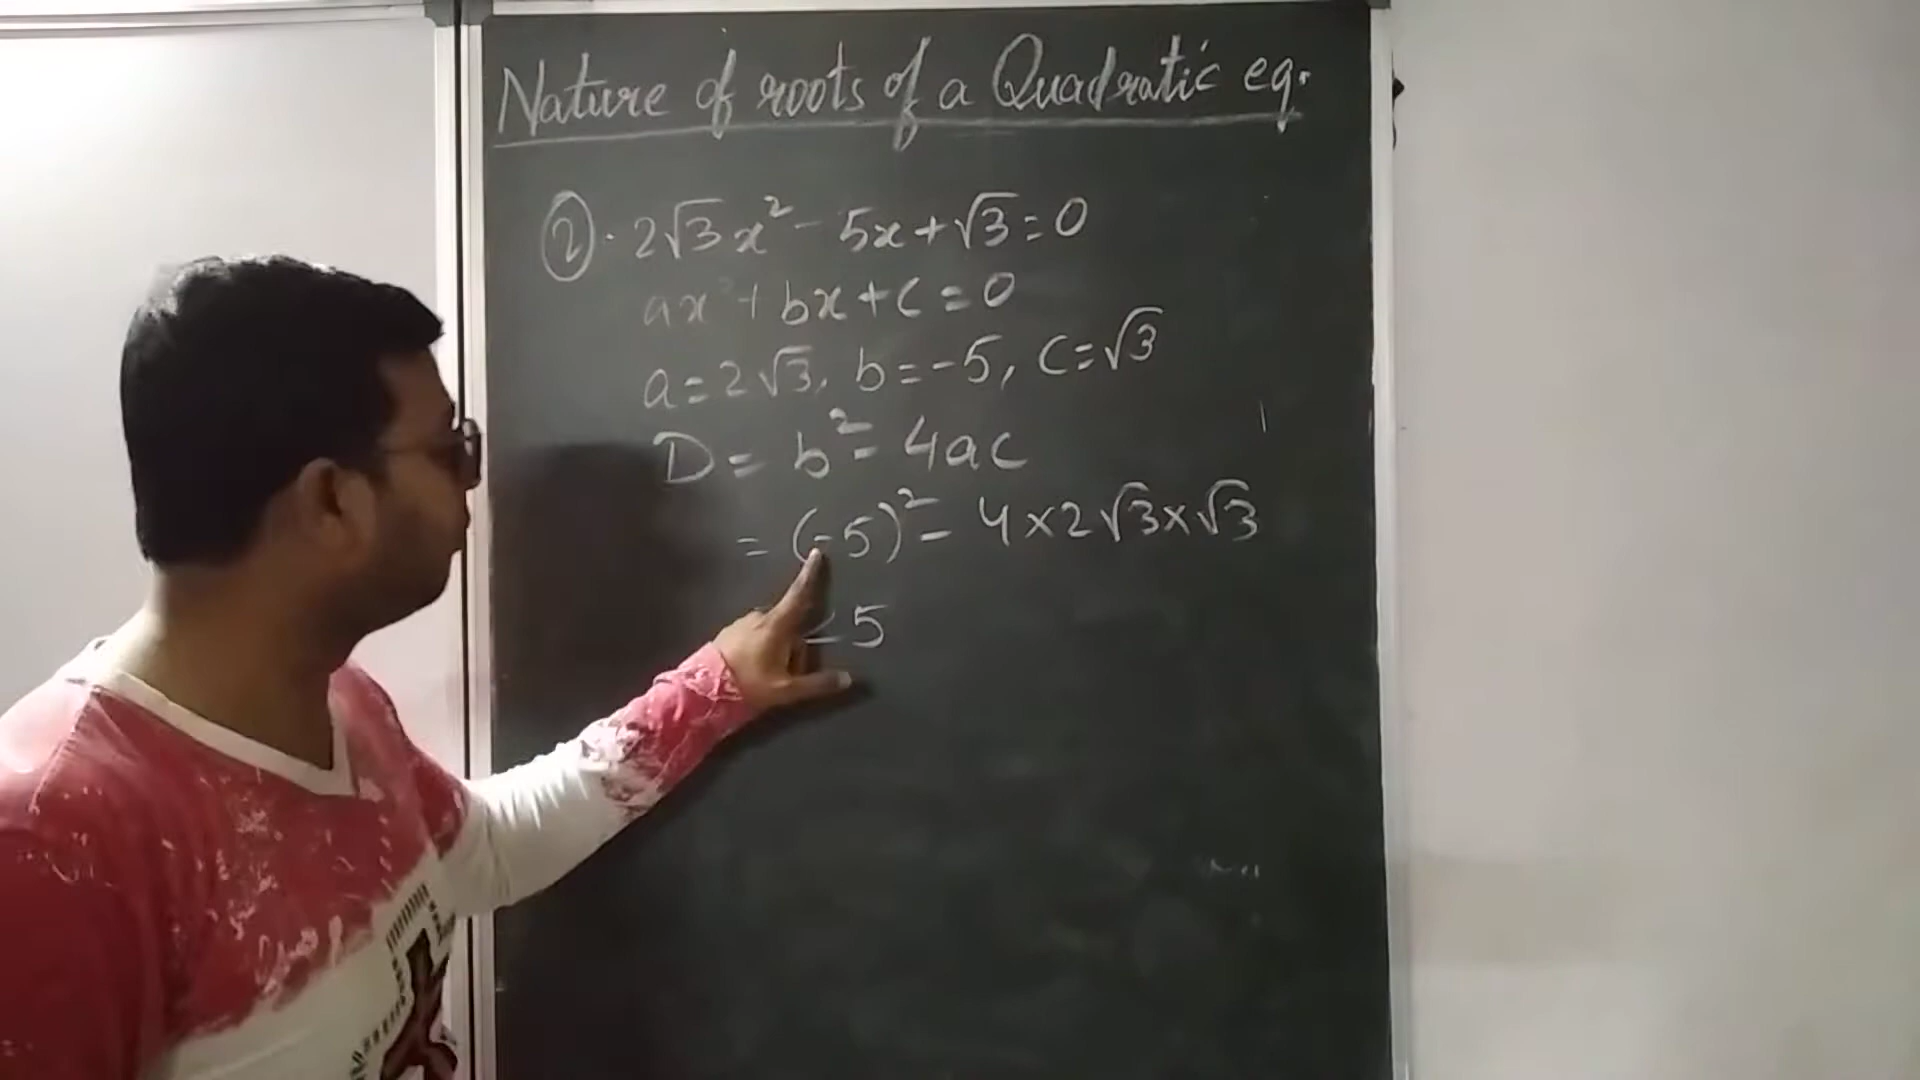 Nature of roots of a Quadratic eq.
②. 2√3x² - 5x + √3 = 0
ax² + bx + c = 0
a = 2√3, b = -5, c = √3
D = b² - 4ac
= (-5)² - 4 × 2√3 × √3
25